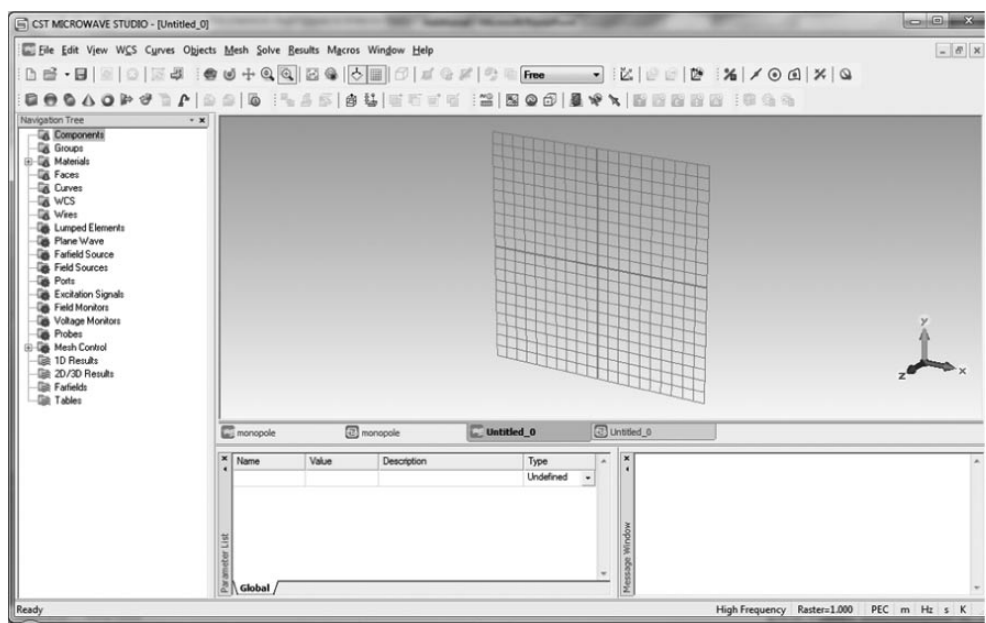 CST MICROWAVE STUDIO - [Untitled_0]
File Edit View WCS Curves Objects Mesh Solve Results Macros Window Help
Free
Navigation Tree
Components
Groups
Materials
Faces
Curves
WCS
Wires
Lumped Elements
Plane Wave
Farfield Source
Field Sources
Ports
Excitation Signals
Field Monitors
Voltage Monitors
Probes
Mesh Control
1D Results
2D/3D Results
Farfields
Tables
y
x
z
monopole monopole Untitled_0 Untitled_0
Name Value Description Type
Undefined
Parameter List
Global
Message Window
Ready High Frequency Raster=1.000 PEC m Hz s K